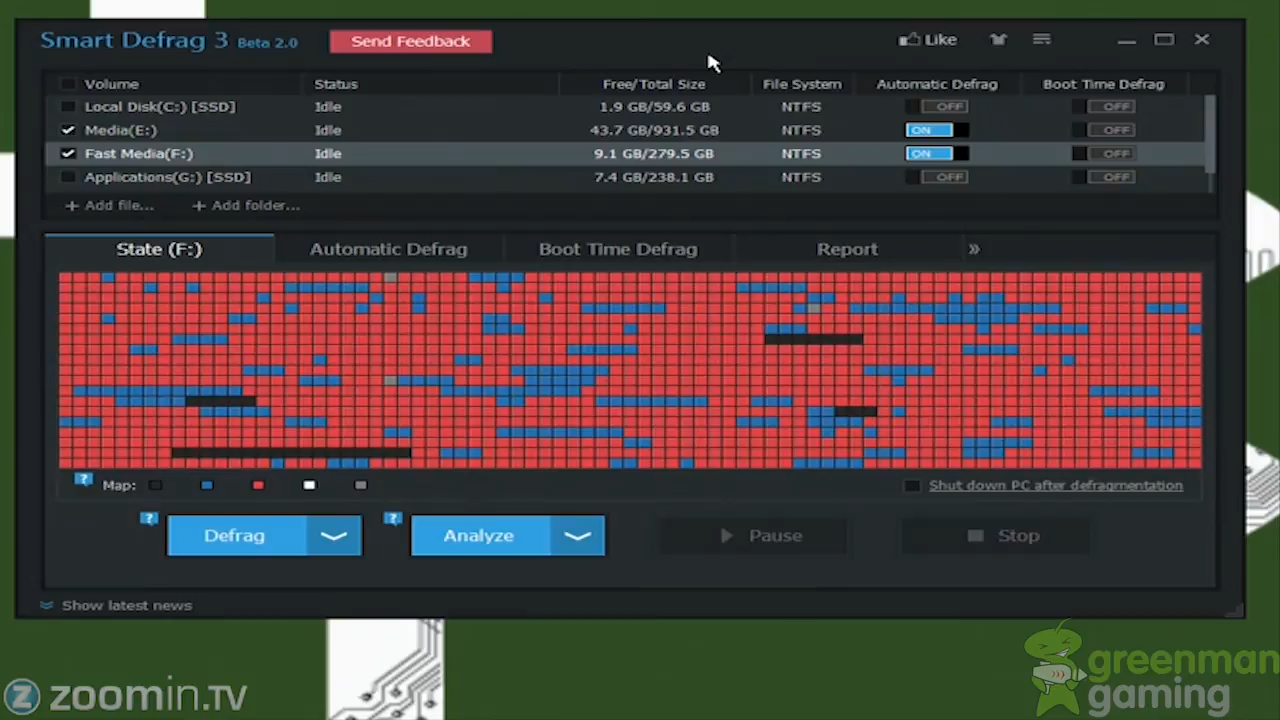 Smart Defrag 3 Beta 2.0 Send Feedback Like
Volume Status Free/Total Size File System Automatic Defrag Boot Time Defrag
Local Disk(C:) [SSD] Idle 1.9 GB/59.6 GB NTFS OFF OFF
Media(E:) Idle 43.7 GB/931.5 GB NTFS ON OFF
Fast Media(F:) Idle 9.1 GB/279.5 GB NTFS ON OFF
Applications(G:) [SSD] Idle 7.4 GB/238.1 GB NTFS OFF OFF
+ Add file... + Add folder...
State (F:) Automatic Defrag Boot Time Defrag Report »
? Map: Shut down PC after defragmentation
? Defrag ? Analyze Pause Stop
Show latest news
Z zoomin.TV
greenman
gaming